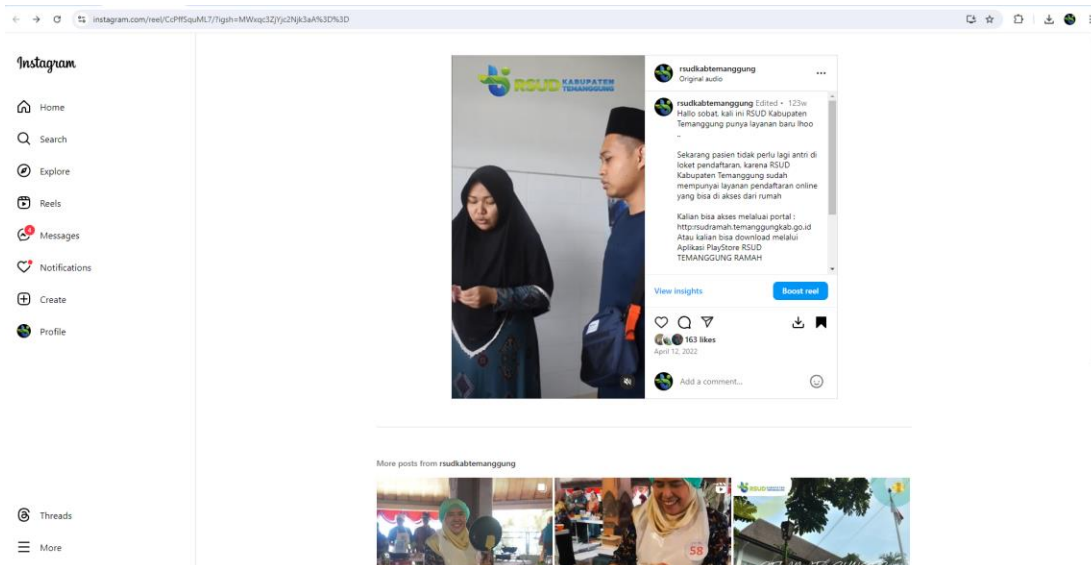 instagram.com/reel/CcPffSquML7/?igsh=MWxqc3ZjYjc2Njk3aA%3D%3D
Instagram
Home
Search
Explore
Reels
4
Messages
Notifications
Create
Profile
Threads
More
RSUD KABUPATEN
TEMANGGUNG
rsudkabtemanggung
Original audio
rsudkabtemanggung Edited • 123w
Hallo sobat, kali ini RSUD Kabupaten
Temanggung punya layanan baru lhoo
..
Sekarang pasien tidak perlu lagi antri di
loket pendaftaran, karena RSUD
Kabupaten Temanggung sudah
mempunyai layanan pendaftaran online
yang bisa di akses dari rumah
Kalian bisa akses melaluai portal :
http:rsudramah.temanggungkab.go.id
Atau kalian bisa download melalui
Aplikasi PlayStore RSUD
TEMANGGUNG RAMAH
View insights
Boost reel
163 likes
April 12, 2022
Add a comment...
More posts from rsudkabtemanggung
58